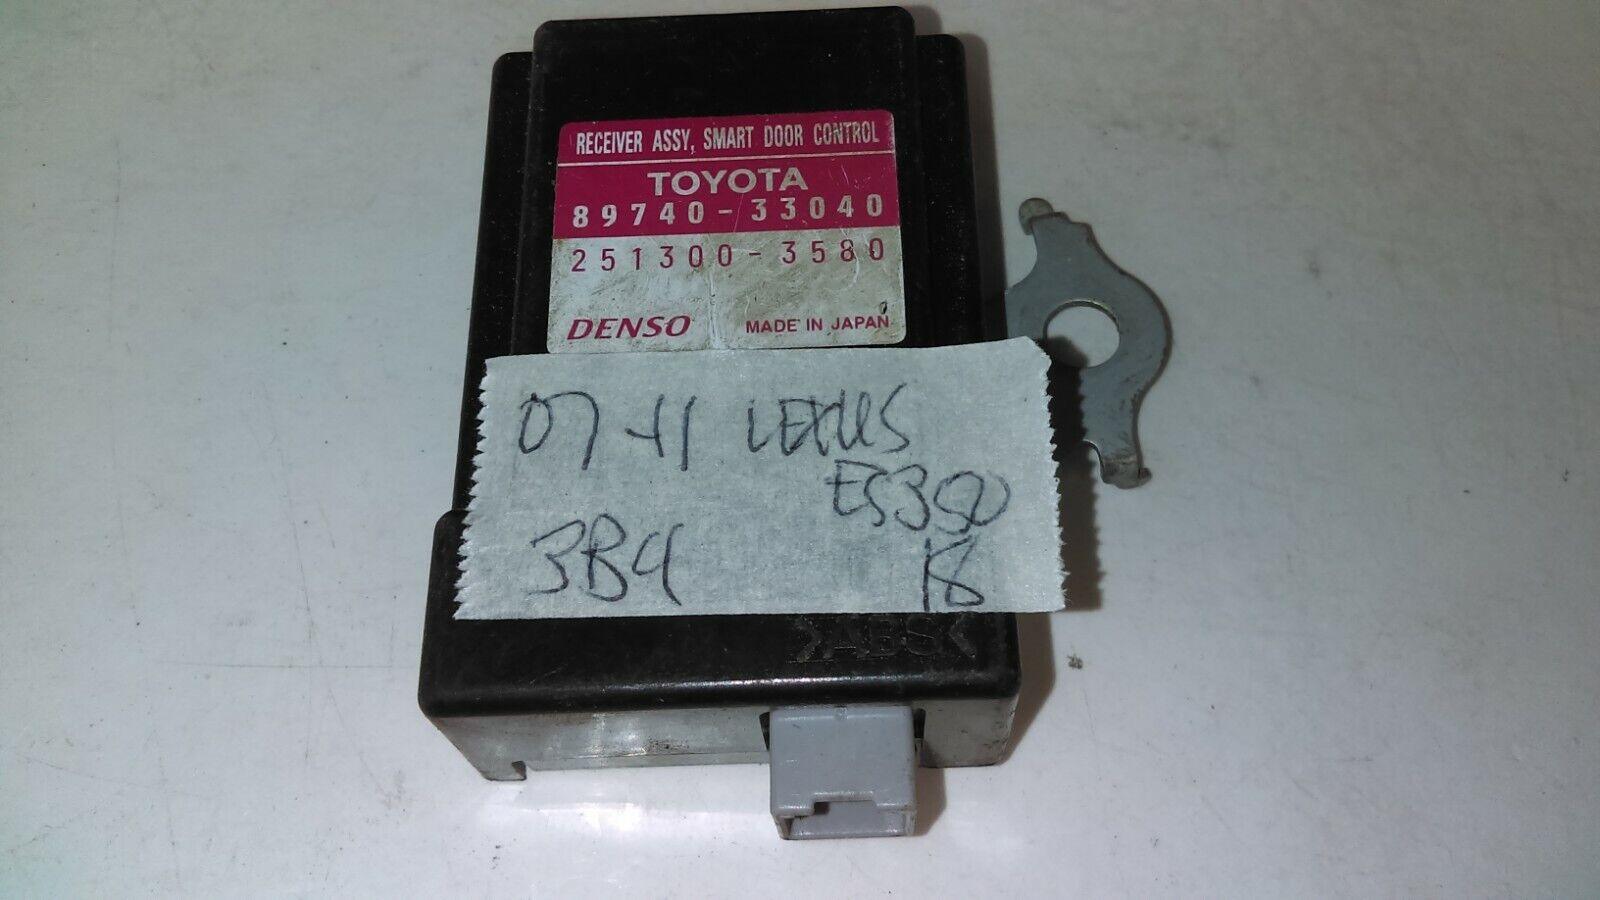 RECEIVER ASSY, SMART DOOR CONTROL
TOYOTA
89740-33040
251300-3580
DENSO MADE IN JAPAN
07-11 LEXUS
ES350
3B4 18
>ABS<